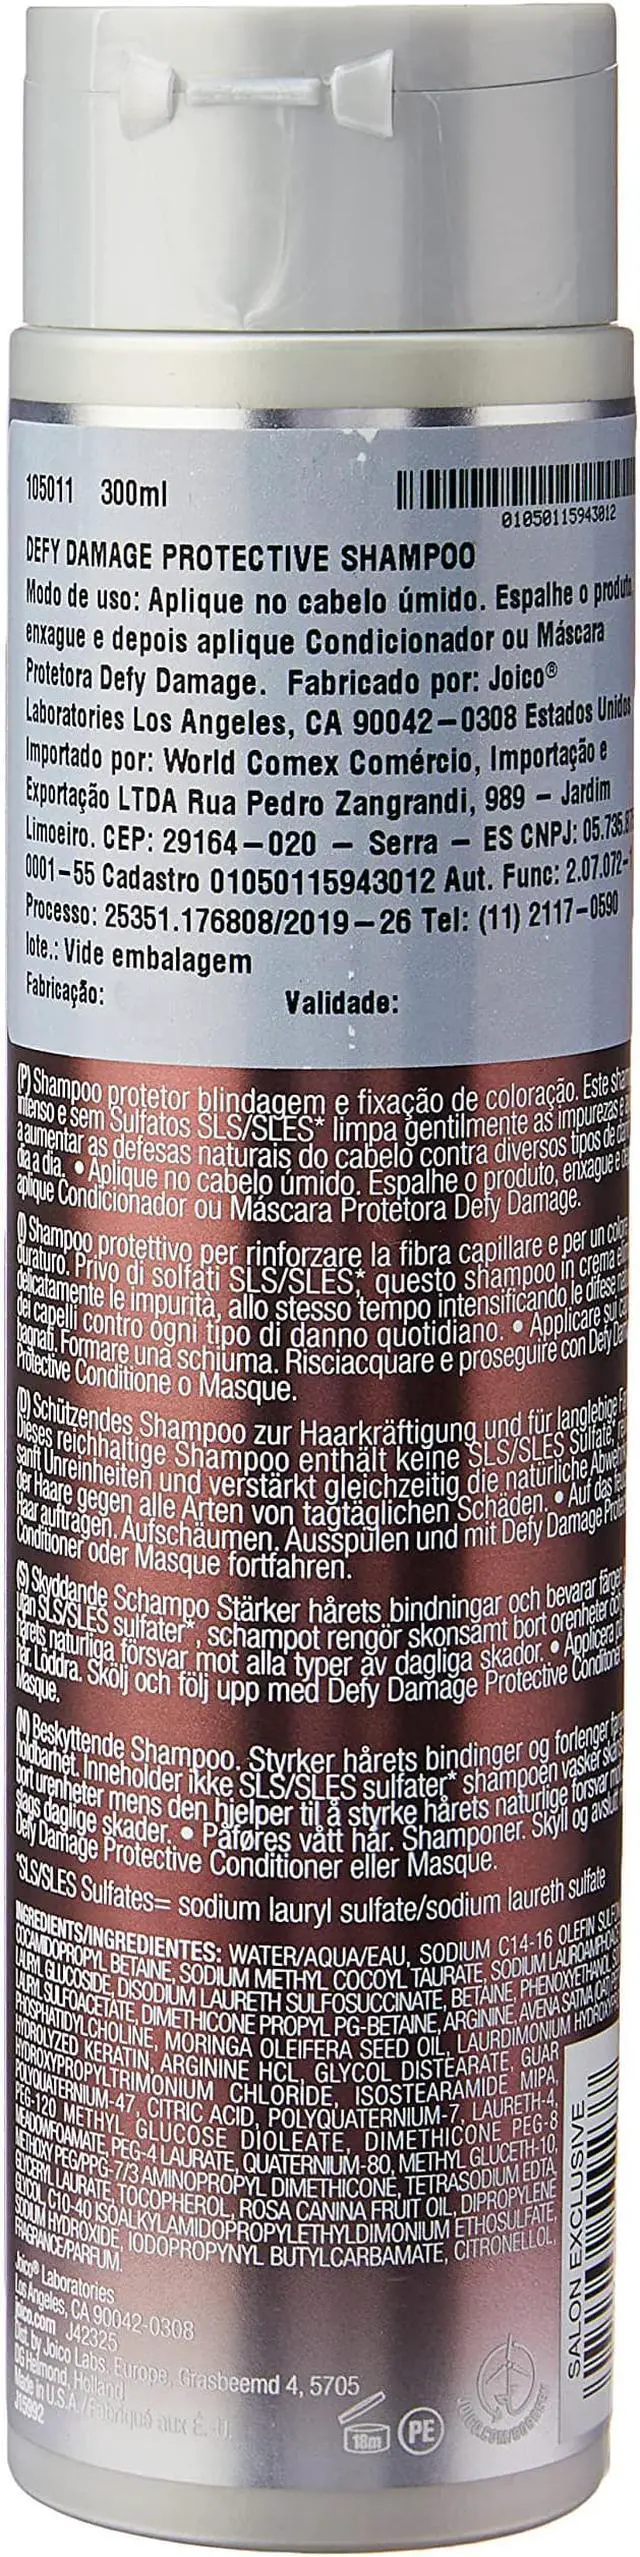 105011 300ml
01050115943012
DEFY DAMAGE PROTECTIVE SHAMPOO
Modo de uso: Aplique no cabelo úmido. Espalhe o
enxague e depois aplique Condicionador ou Máscara
Protetora Defy Damage. Fabricado por: Joico®
Laboratories Los Angeles, CA 90042-0308 Estados Unidos
Importado por: World Comex Comércio, Importação e
Exportação LTDA Rua Pedro Zangrandi, 989 - Jardim
Limoeiro. CEP: 29164-020 - Serra - ES CNPJ: 05.735.
0001-55 Cadastro 01050115943012 Aut. Func: 2.07.072-
Processo: 25351.176808/2019-26 Tel: (11) 2117-0590
lote.: Vide embalagem
Fabricação: Validade:
(P) Shampoo protetor blindagem e fixação de coloração. Este
intenso e sem Sulfatos SLS/SLES* limpa gentilmente as impurezas e
a aumentar as defesas naturais do cabelo contra diversos tipos de
dia a dia. • Aplique no cabelo úmido. Espalhe o produto, enxague e
aplique Condicionador ou Máscara Protetora Defy Damage.
(I) Shampoo protettivo per rinforzare la fibra capillare e per un
duraturo. Privo di solfati SLS/SLES*, questo shampoo in crema
delicatamente le impurità, allo stesso tempo intensificando le difese
dei capelli contro ogni tipo di danno quotidiano. • Applicare sui
bagnati. Formare una schiuma. Risciacquare e proseguire con Defy
Protective Conditione o Masque.
(D) Schützendes Shampoo zur Haarkräftigung und für langlebige
Dieses reichhaltige Shampoo enthält keine SLS/SLES Sulfate,
sanft Unreinheiten und verstärkt gleichzeitig die natürliche
der Haare gegen alle Arten von tagtäglichen Schäden. • Auf das
Haar auftragen. Aufschäumen. Ausspülen und mit Defy Damage
Conditioner oder Masque fortfahren.
(S) Skyddande Schampo Stärker hårets bindningar och bevarar
utan SLS/SLES sulfater*, schampot rengör skonsamt bort orenheter
hårets naturliga försvar mot alla typer av dagliga skador. • Applicera
hår. Löddra. Skölj och följ upp med Defy Damage Protective Conditioner
Masque.
(N) Beskyttende Shampoo. Styrker hårets bindinger og forlenger
holdbarhet. Inneholder ikke SLS/SLES sulfater* shampoen vasker
bort urenheter mens den hjelper til å styrke hårets naturlige forsvar
slags daglige skader. • Påføres vått hår. Shamponer. Skyll og avslutt
Defy Damage Protective Conditioner eller Masque.
*SLS/SLES Sulfates= sodium lauryl sulfate/sodium laureth sulfate
INGREDIENTS/INGREDIENTES: WATER/AQUA/EAU, SODIUM C14-16 OLEFIN
COCAMIDOPROPYL BETAINE, SODIUM METHYL COCOYL TAURATE, SODIUM
LAURYL GLUCOSIDE, DISODIUM LAURETH SULFOSUCCINATE, BETAINE, PHENOXYETHANOL,
LAURYL SULFOACETATE, DIMETHICONE PROPYL PG-BETAINE, ARGININE, AVENA SATIVA
PHOSPHATIDYLCHOLINE, MORINGA OLEIFERA SEED OIL, LAURDIMONIUM
HYDROLYZED KERATIN, ARGININE HCL, GLYCOL DISTEARATE, GUAR
HYDROXYPROPYLTRIMONIUM CHLORIDE, ISOSTEARAMIDE MIPA,
POLYQUATERNIUM-47, CITRIC ACID, POLYQUATERNIUM-7, LAURETH-4,
PEG-120 METHYL GLUCOSE DIOLEATE, DIMETHICONE PEG-8
MEADOWFOAMATE, PEG-4 LAURATE, QUATERNIUM-80, METHYL GLUCETH-10,
METHOXY PEG/PPG-7/3 AMINOPROPYL DIMETHICONE, TETRASODIUM EDTA,
GLYCERYL LAURATE, TOCOPHEROL, ROSA CANINA FRUIT OIL, DIPROPYLENE
GLYCOL, C10-40 ISOALKYLAMIDOPROPYLETHYLDIMONIUM ETHOSULFATE,
SODIUM HYDROXIDE, IODOPROPYNYL BUTYLCARBAMATE, CITRONELLOL,
FRAGRANCE/PARFUM.
Joico® Laboratories
Los Angeles, CA 90042-0308
joico.com J42325
Dist. by Joico Labs. Europe, Grasbeemd 4, 5705
DG Helmond, Holland
Made in U.S.A./Fabriqué aux É.-U.
J15992
18m
PE
SALON EXCLUSIVE